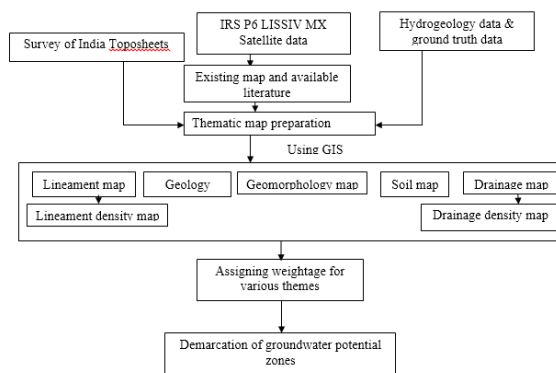 IRS P6 LISSIV MX
Satellite data
Hydrogeology data &
ground truth data
Survey of India Toposheets
Existing map and available
literature
Thematic map preparation
Using GIS
Lineament map
Geology
Geomorphology map
Soil map
Drainage map
Lineament density map
Drainage density map
Assigning weightage for
various themes
Demarcation of groundwater potential
zones